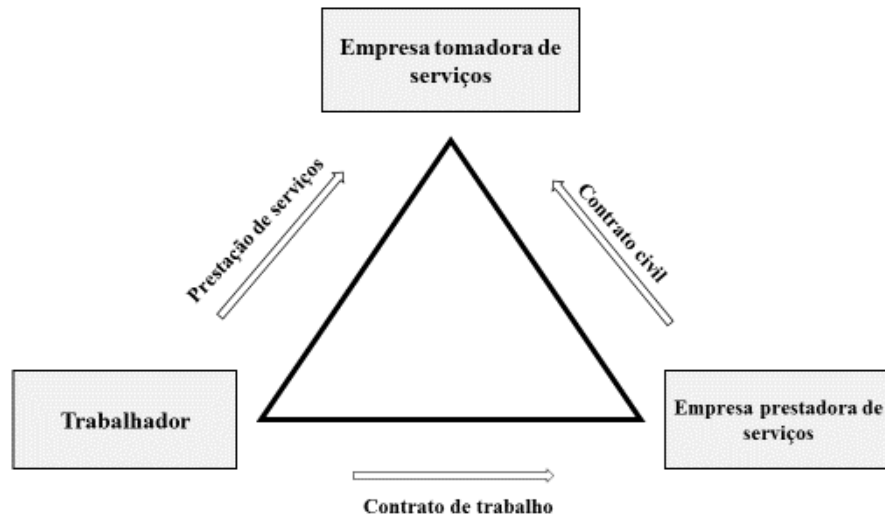 Empresa tomadora de
serviços
Prestação de serviços
Contrato civil
Trabalhador
Empresa prestadora de
serviços
Contrato de trabalho